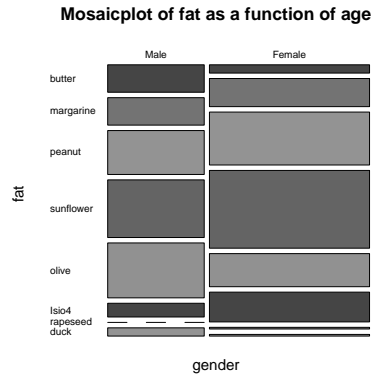 Mosaicplot of fat as a function of age
Male Female
butter
margarine
peanut
sunflower
olive
Isio4
rapeseed
duck
fat
gender